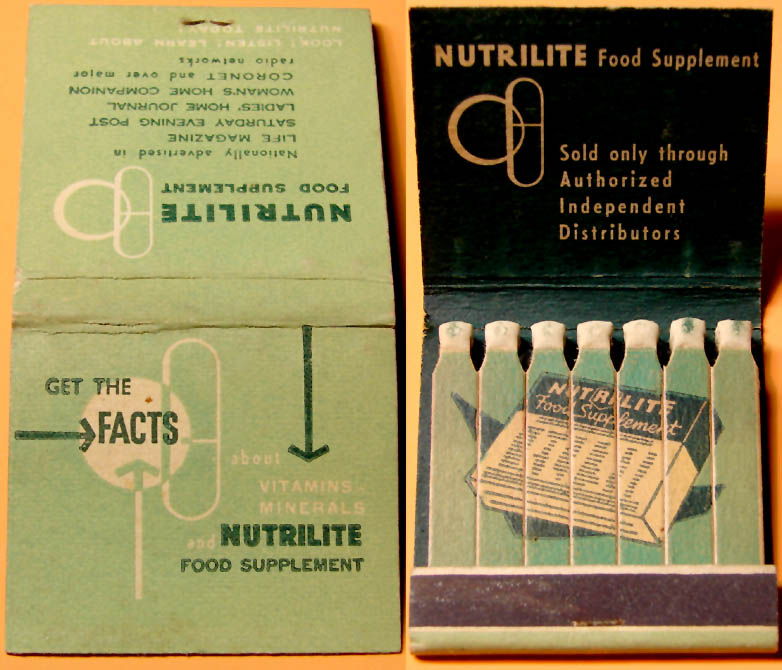 LOOK! LISTEN! LEARN ABOUT
NUTRILITE TODAY!
NUTRILITE
FOOD SUPPLEMENT
Nationally advertised in
LIFE MAGAZINE
SATURDAY EVENING POST
LADIES' HOME JOURNAL
WOMAN'S HOME COMPANION
CORONET and over major
radio networks
GET THE
FACTS
about
VITAMINS -
MINERALS
and NUTRILITE
FOOD SUPPLEMENT
NUTRILITE Food Supplement
Sold only through
Authorized
Independent
Distributors
NUTRILITE
Food Supplement